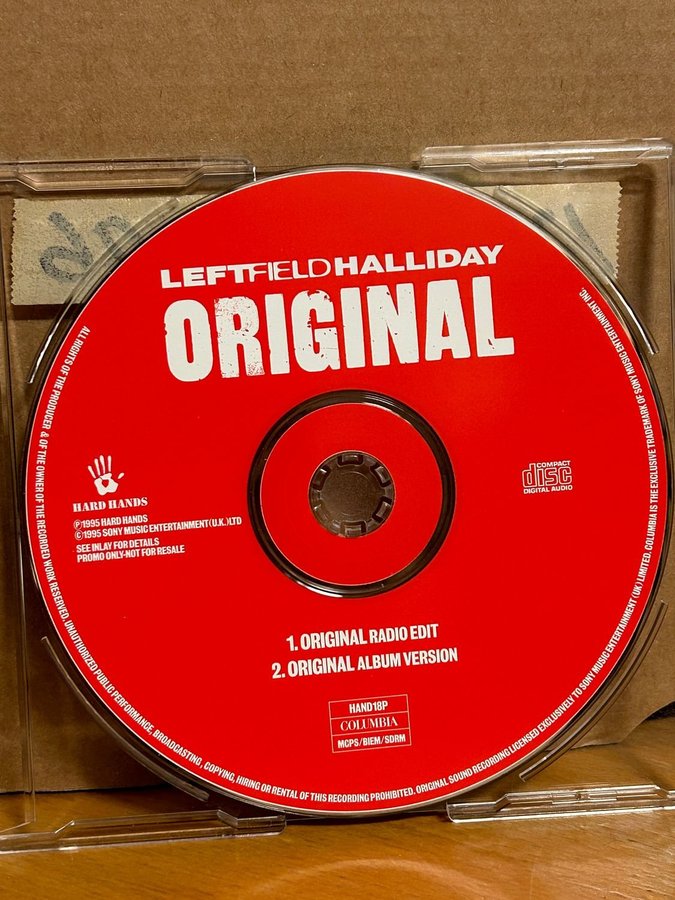 LEFTFIELD HALLIDAY
ORIGINAL
HARD HANDS
℗1995 HARD HANDS
©1995 SONY MUSIC ENTERTAINMENT (U.K.) LTD
SEE INLAY FOR DETAILS
PROMO ONLY-NOT FOR RESALE
COMPACT
disc
DIGITAL AUDIO
1. ORIGINAL RADIO EDIT
2. ORIGINAL ALBUM VERSION
HAND18P
COLUMBIA
MCPS/BIEM/SDRM
ALL RIGHTS OF THE PRODUCER & OF THE OWNER OF THE RECORDED WORK RESERVED. UNAUTHORIZED PUBLIC PERFORMANCE, BROADCASTING, COPYING, HIRING OR RENTAL OF THIS RECORDING PROHIBITED. ORIGINAL SOUND RECORDING LICENSED EXCLUSIVELY TO SONY MUSIC ENTERTAINMENT (UK) LIMITED. COLUMBIA IS THE EXCLUSIVE TRADEMARK OF SONY MUSIC ENTERTAINMENT INC.